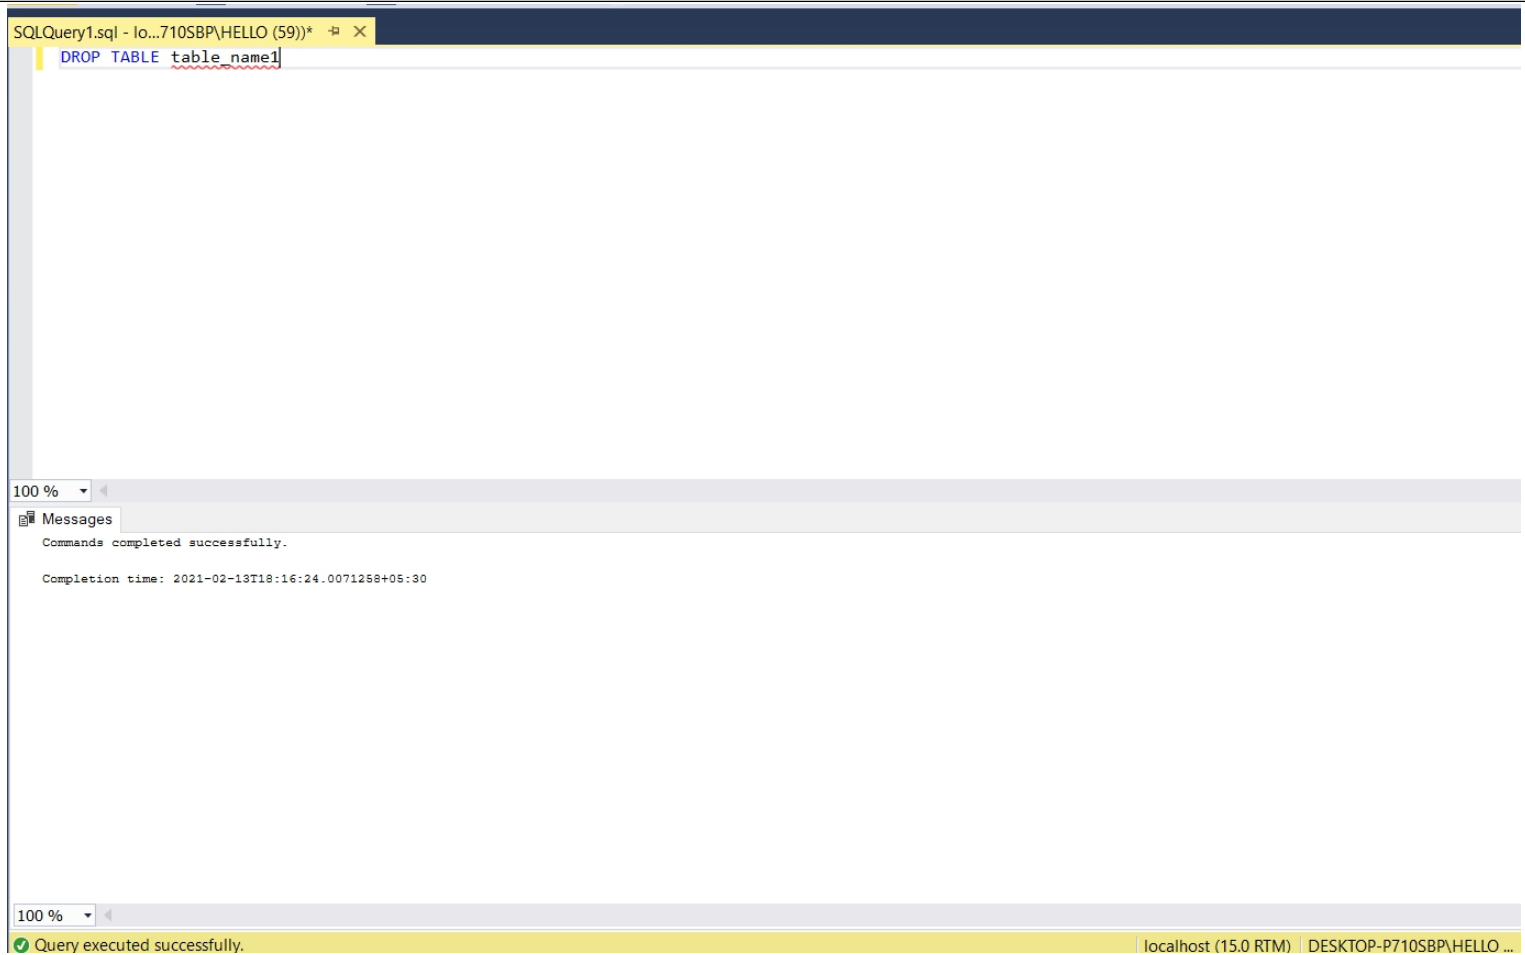 SQLQuery1.sql - lo...710SBP\HELLO (59))*
DROP TABLE table_name1
100 %
Messages
Commands completed successfully.
Completion time: 2021-02-13T18:16:24.0071258+05:30
100 %
Query executed successfully.
localhost (15.0 RTM)
DESKTOP-P710SBP\HELLO ...